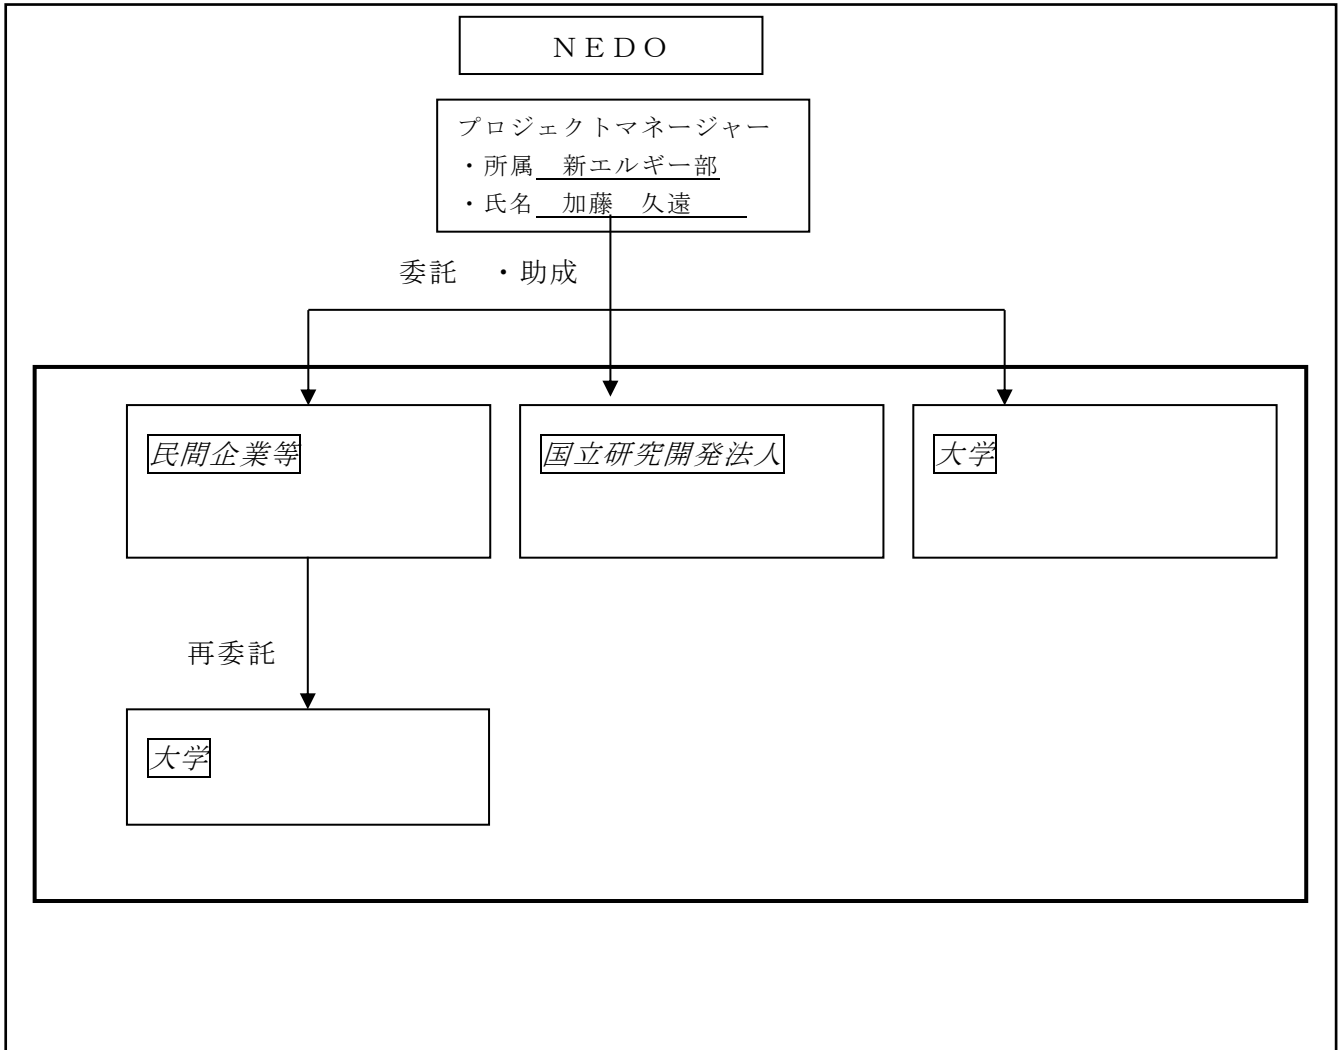 ＮＥＤＯ
プロジェクトマネージャー
・所属　新エルギー部
・氏名　加藤　久遠
委託　・助成
民間企業等
国立研究開発法人
大学
再委託
大学